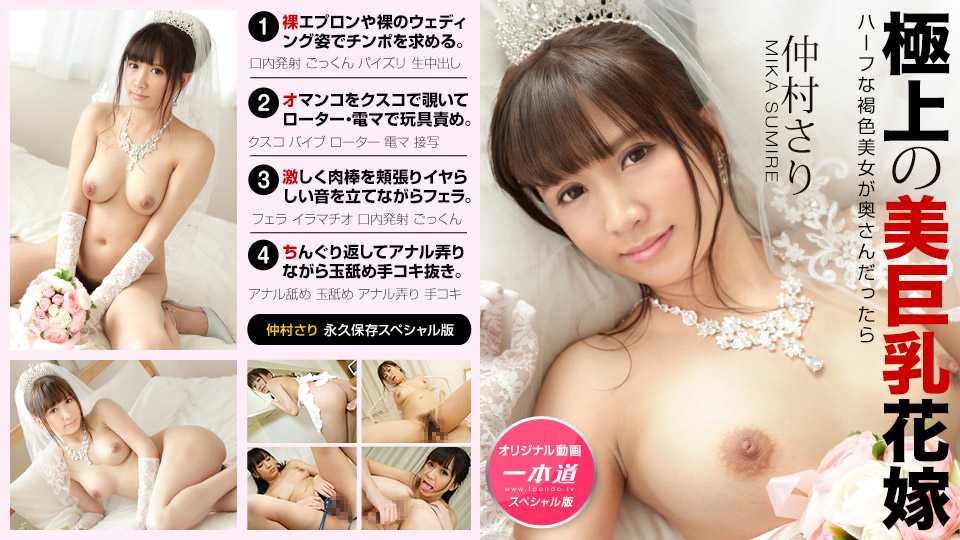 1 裸エプロンや裸のウェディ
ング姿でチンポを求める。
口内発射 ごっくん パイズリ 生中出し
2 オマンコをクスコで覗いて
ローター・電マで玩具責め。
クスコ バイブ ローター 電マ 接写
3 激しく肉棒を頬張りイヤら
しい音を立てながらフェラ。
フェラ イラマチオ 口内発射 ごっくん
4 ちんぐり返してアナル弄り
ながら玉舐め手コキ抜き。
アナル舐め 玉舐め アナル弄り 手コキ
仲村さり 永久保存スペシャル版
極上の美巨乳花嫁
ハーフな褐色美女が奥さんだったら
仲村さり
MIKA SUMIRE
オリジナル動画
一本道
www.1pondo.tv
スペシャル版